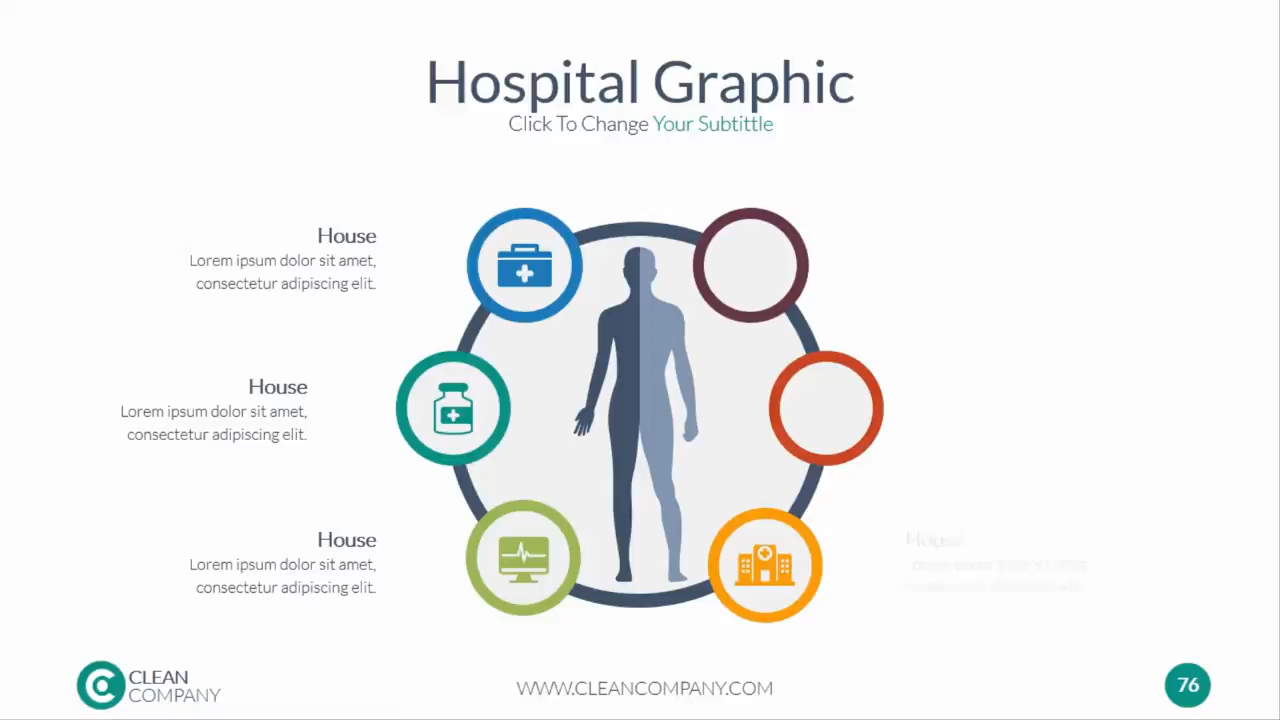 Hospital Graphic
Click To Change Your Subtittle
House
Lorem ipsum dolor sit amet,
consectetur adipiscing elit.
House
Lorem ipsum dolor sit amet,
consectetur adipiscing elit.
House
Lorem ipsum dolor sit amet,
consectetur adipiscing elit.
House
CLEAN
COMPANY
WWW.CLEANCOMPANY.COM
76